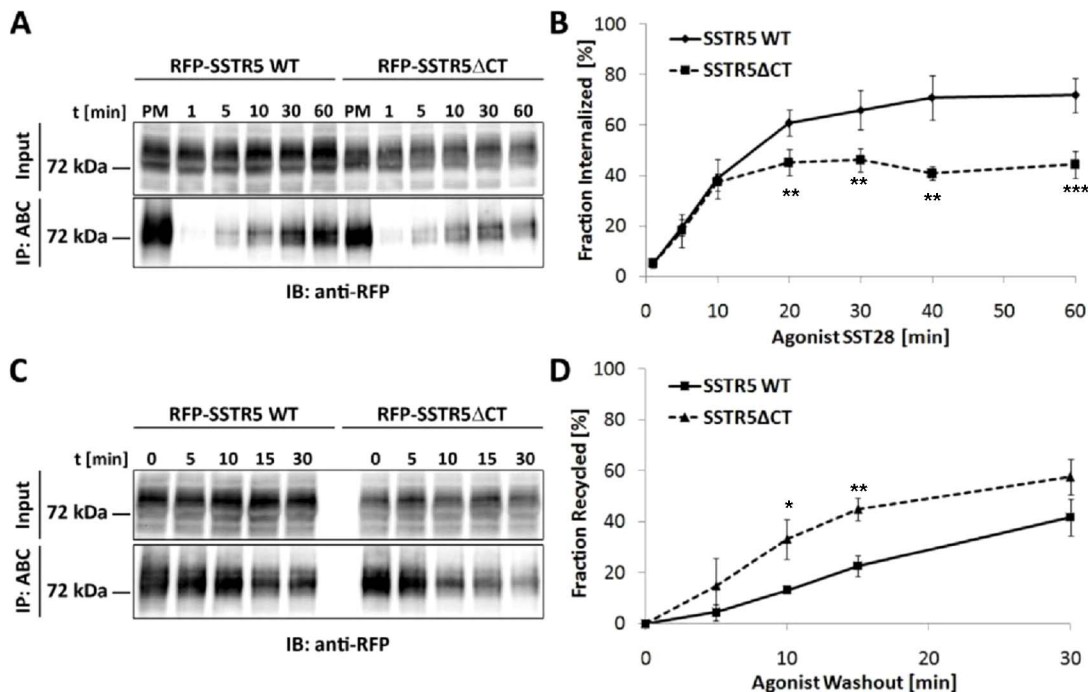 A
RFP-SSTR5 WT RFP-SSTR5ΔCT
t [min] PM 1 5 10 30 60 PM 1 5 10 30 60
Input
72 kDa
IP: ABC
72 kDa
IB: anti-RFP
B
SSTR5 WT
SSTR5ΔCT
Fraction Internalized [%]
100
80
60
40
20
0
** ** ** ***
0 10 20 30 40 50 60
Agonist SST28 [min]
C
RFP-SSTR5 WT RFP-SSTR5ΔCT
t [min] 0 5 10 15 30 0 5 10 15 30
Input
72 kDa
IP: ABC
72 kDa
IB: anti-RFP
D
SSTR5 WT
SSTR5ΔCT
Fraction Recycled [%]
100
80
60
40
20
0
* **
0 10 20 30
Agonist Washout [min]